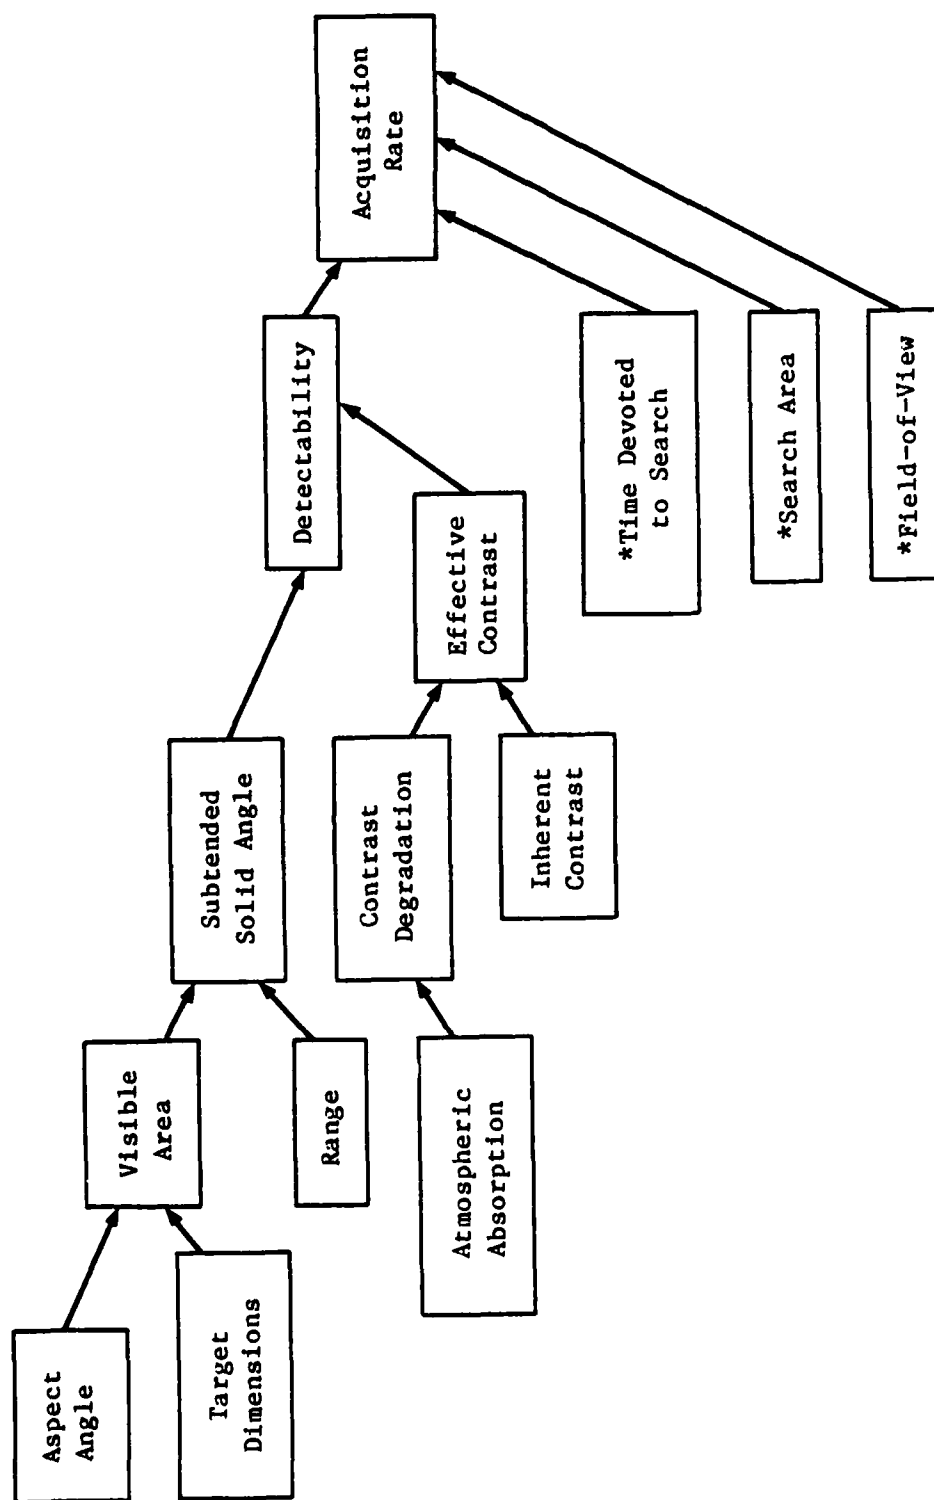 Aspect
Angle
Target
Dimensions
Visible
Area
Range
Atmospheric
Absorption
Subtended
Solid Angle
Contrast
Degradation
Inherent
Contrast
Effective
Contrast
Detectability
*Time Devoted
to Search
*Search Area
*Field-of-View
Acquisition
Rate